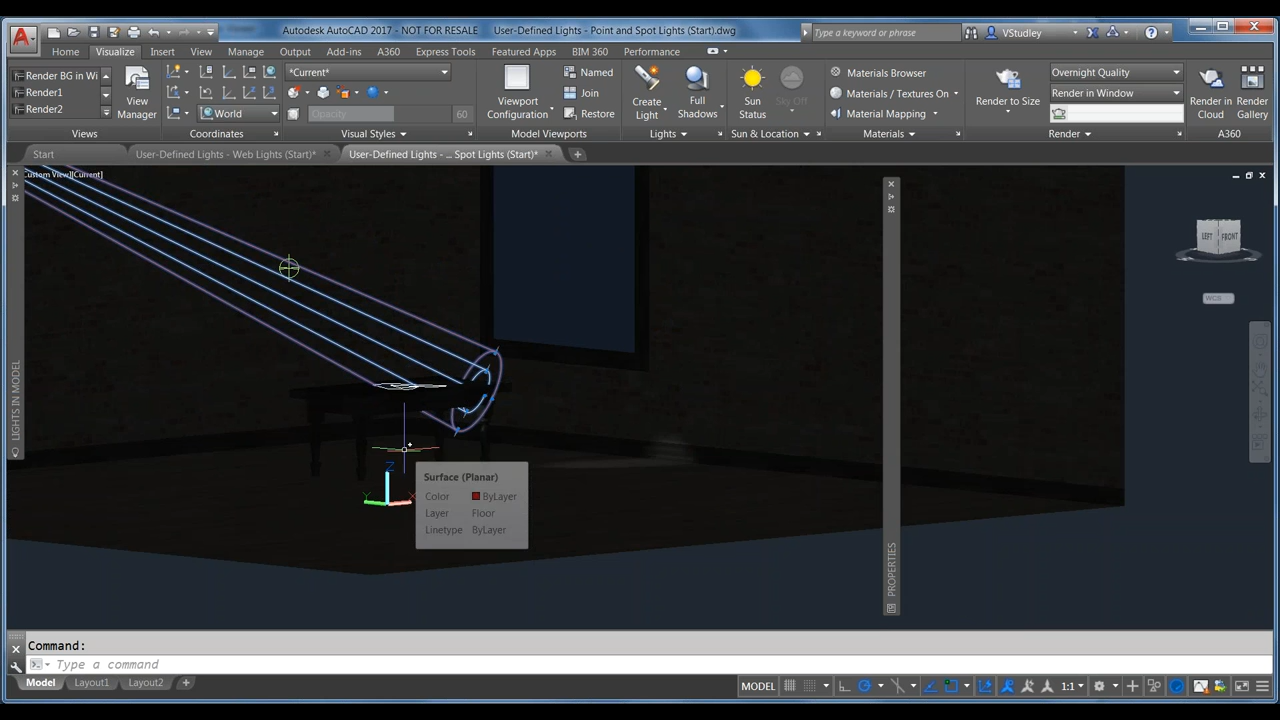 Autodesk AutoCAD 2017 - NOT FOR RESALE User-Defined Lights - Point and Spot Lights (Start).dwg
Type a keyword or phrase
VStudley
Home Visualize Insert View Manage Output Add-ins A360 Express Tools Featured Apps BIM 360 Performance
Render BG in Wi
Render1
Render2
View
Manager
World
*Current*
Opacity 60
Viewport
Configuration
Named
Join
Restore
Create
Light
Full
Shadows
Sun
Status
Sky Off
Materials Browser
Materials / Textures On
Material Mapping
Render to Size
Overnight Quality
Render in Window
Render in
Cloud
Render
Gallery
Views Coordinates Visual Styles Model Viewports Lights Sun & Location Materials Render A360
Start User-Defined Lights - Web Lights (Start)* User-Defined Lights - ... Spot Lights (Start)*
Custom View][Current]
LEFT FRONT
WCS
LIGHTS IN MODEL
PROPERTIES
Z
Y X
Surface (Planar)
Color ByLayer
Layer Floor
Linetype ByLayer
Command:
Type a command
Model Layout1 Layout2
MODEL 1:1